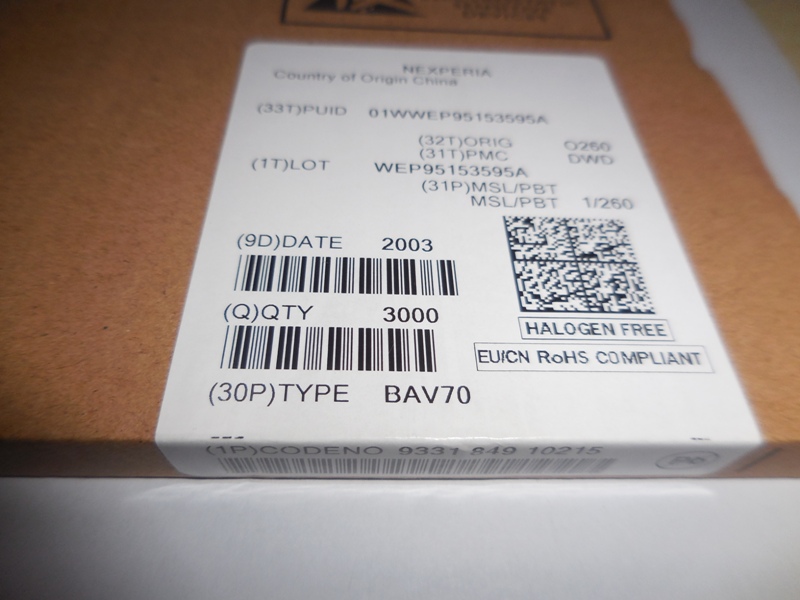 NEXPERIA
Country of Origin China
(33T)PUID 01WWEP95153595A
(32T)ORIG O260
(31T)PMC DWD
(1T)LOT WEP95153595A
(31P)MSL/PBT
MSL/PBT 1/260
(9D)DATE 2003
(Q)QTY 3000
HALOGEN FREE
EU/CN RoHS COMPLIANT
(30P)TYPE BAV70
(1P)CODENO 9331 849 10215